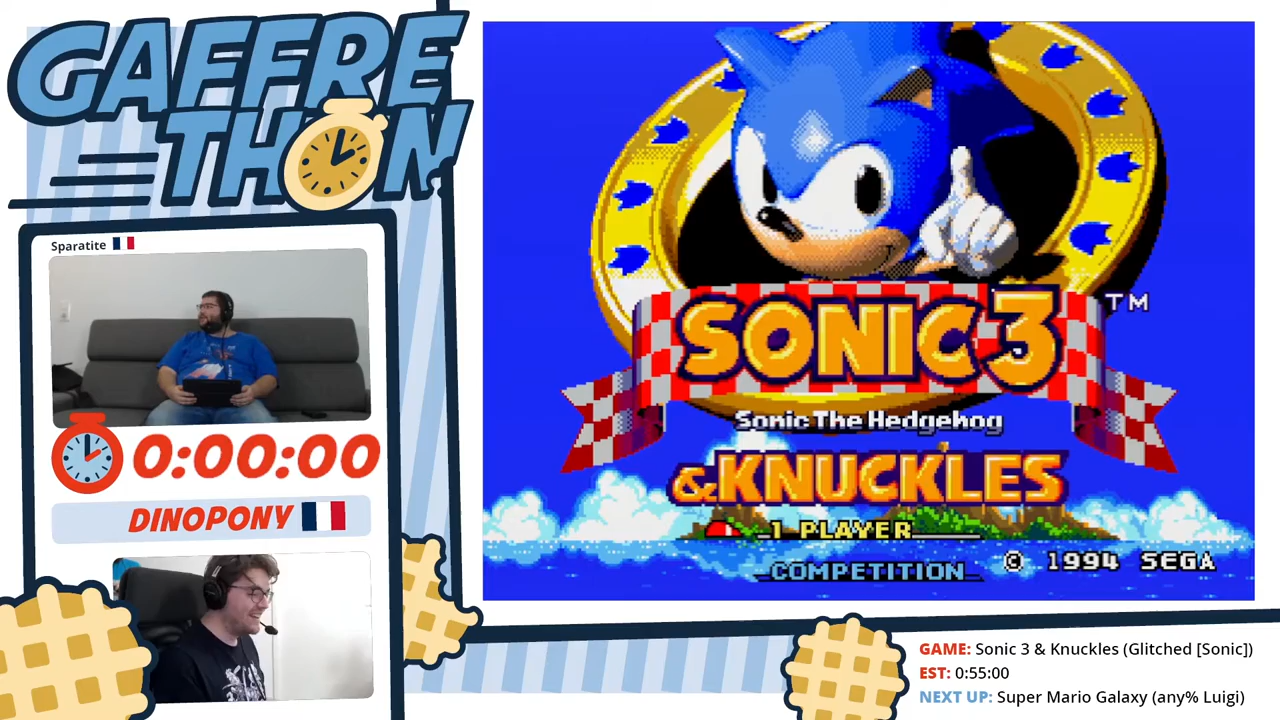 GAFFRE
THON
Sparatite
0:00:00
DINOPONY
SONIC 3 TM
Sonic The Hedgehog
&KNUCKLES
1 PLAYER
COMPETITION
© 1994 SEGA
GAME: Sonic 3 & Knuckles (Glitched [Sonic])
EST: 0:55:00
NEXT UP: Super Mario Galaxy (any% Luigi)